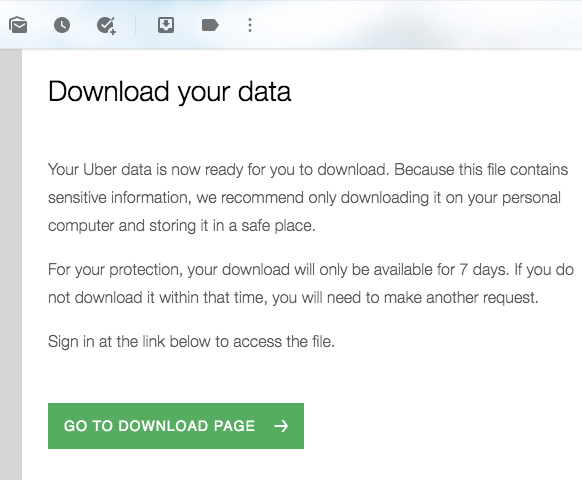 Download your data
Your Uber data is now ready for you to download. Because this file contains
sensitive information, we recommend only downloading it on your personal
computer and storing it in a safe place.
For your protection, your download will only be available for 7 days. If you do
not download it within that time, you will need to make another request.
Sign in at the link below to access the file.
GO TO DOWNLOAD PAGE →